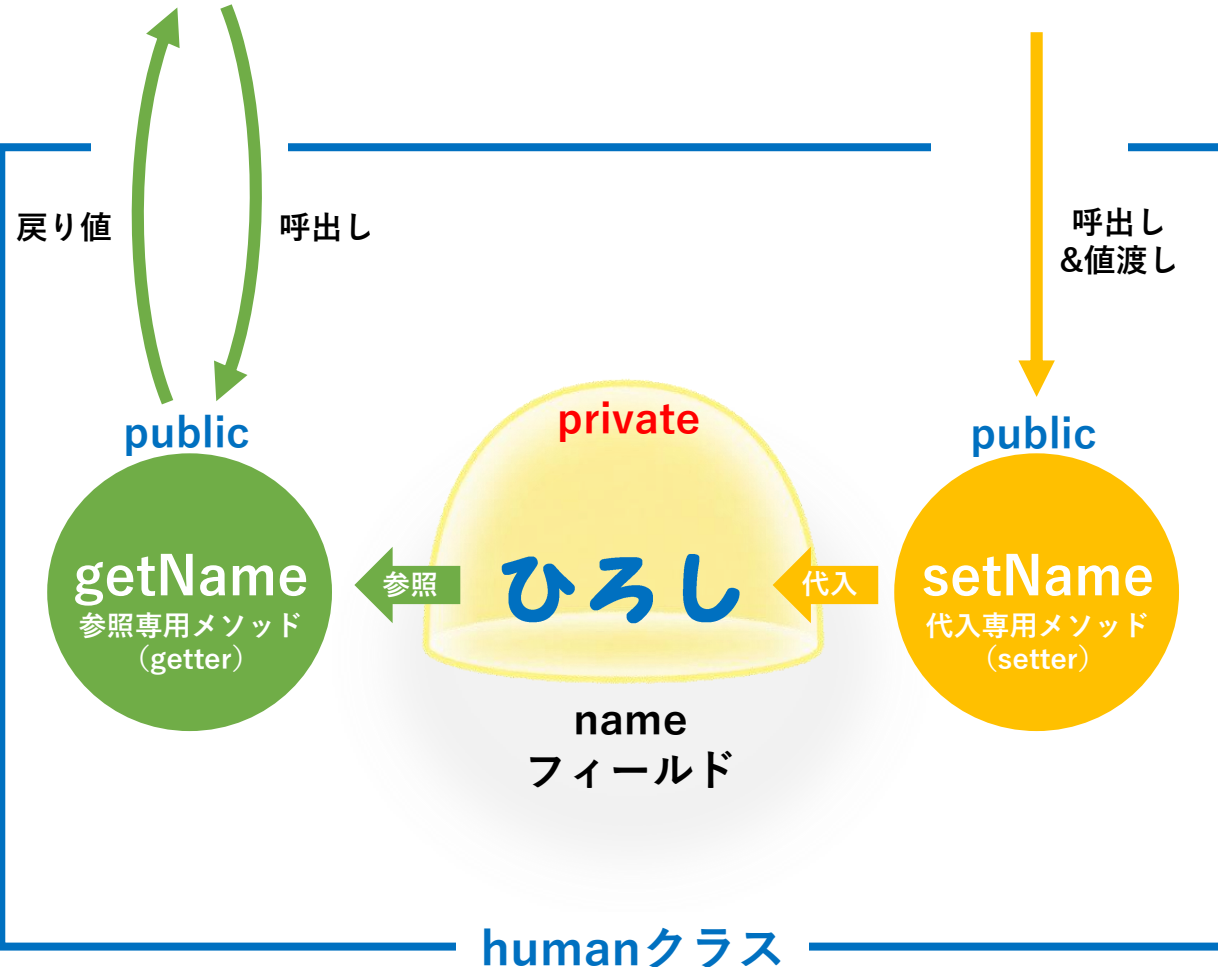 戻り値
呼出し
呼出し
&値渡し
public
private
public
getName
参照専用メソッド
（getter）
参照
ひろし
代入
setName
代入専用メソッド
（setter）
name
フィールド
humanクラス